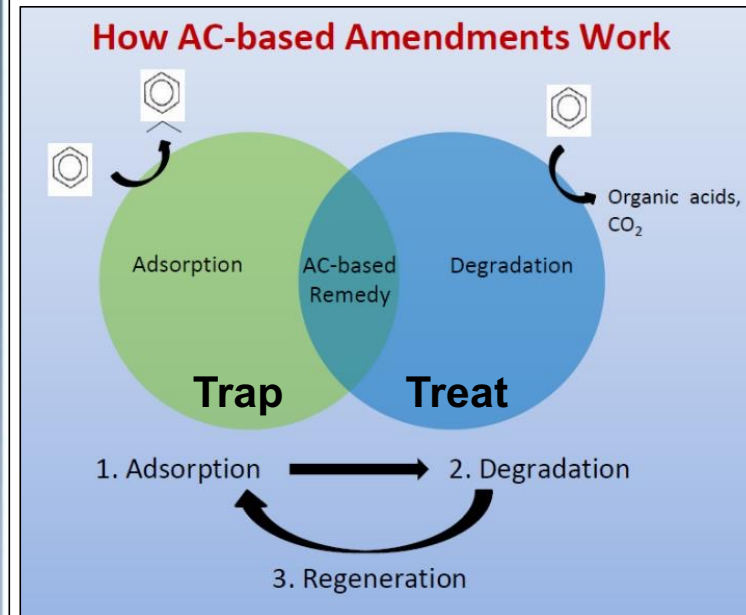 How AC-based Amendments Work
Organic acids,
CO₂
Adsorption
AC-based
Remedy
Degradation
Trap
Treat
1. Adsorption
2. Degradation
3. Regeneration